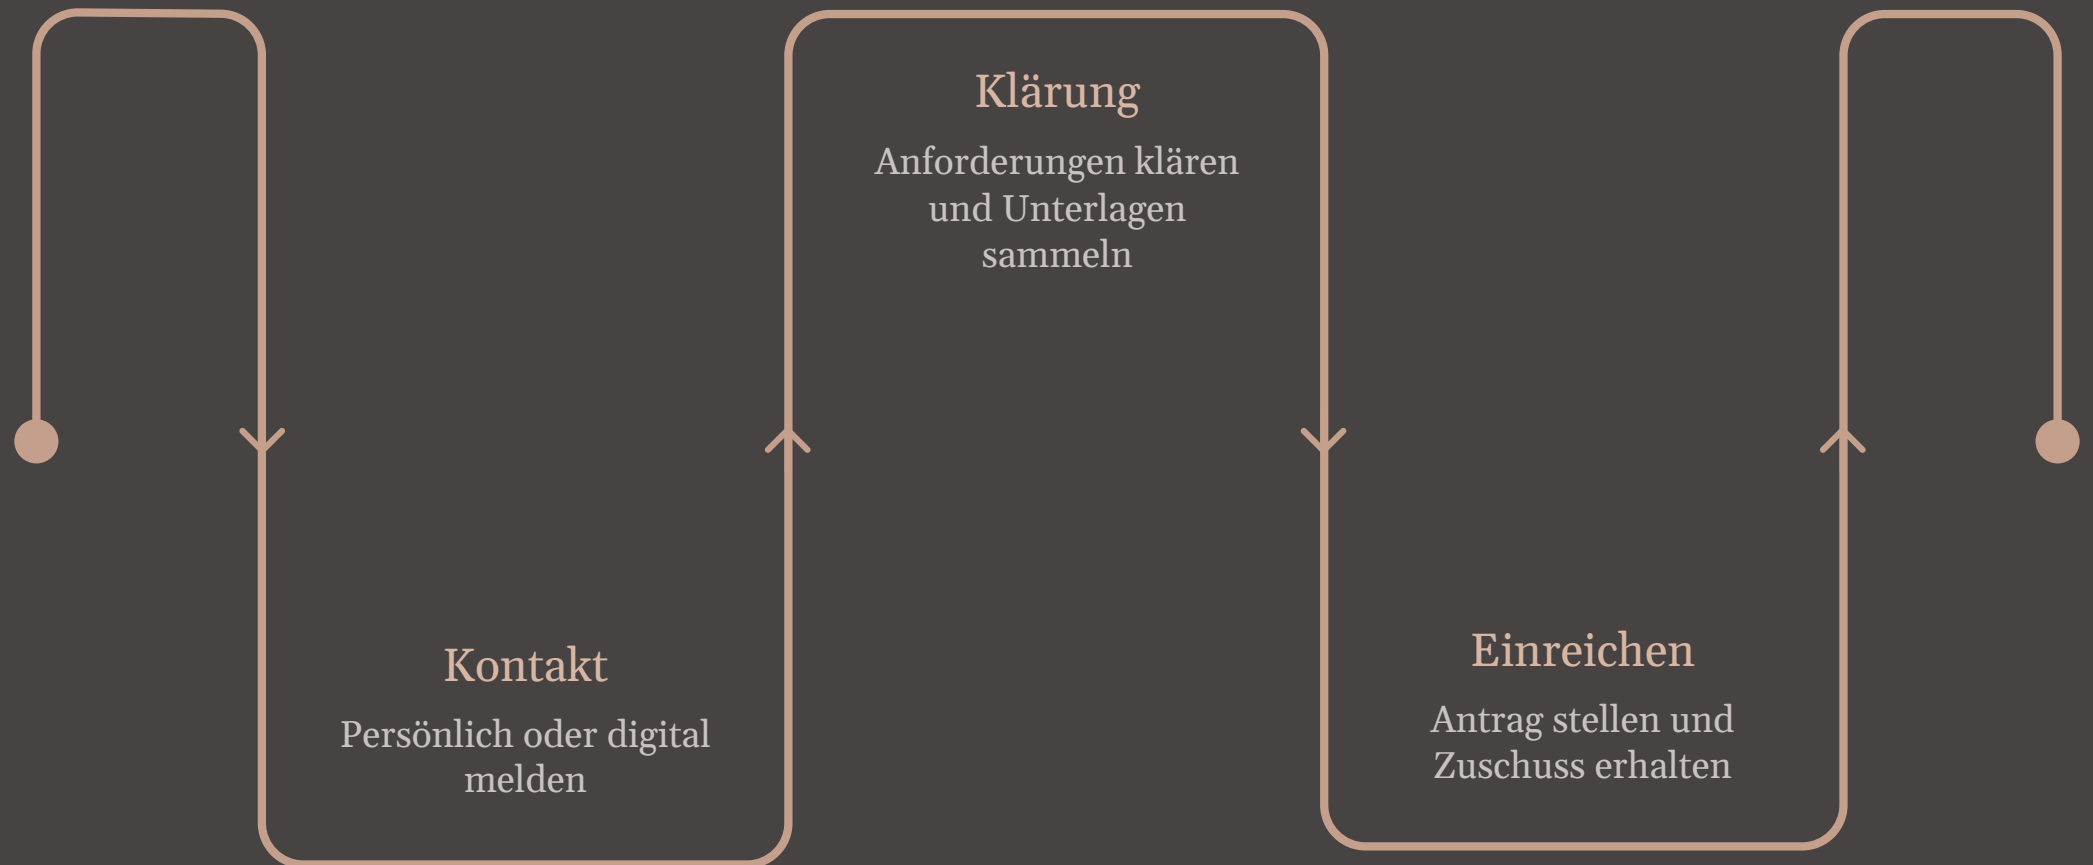 Kontakt
Persönlich oder digital
melden
Klärung
Anforderungen klären
und Unterlagen
sammeln
Einreichen
Antrag stellen und
Zuschuss erhalten